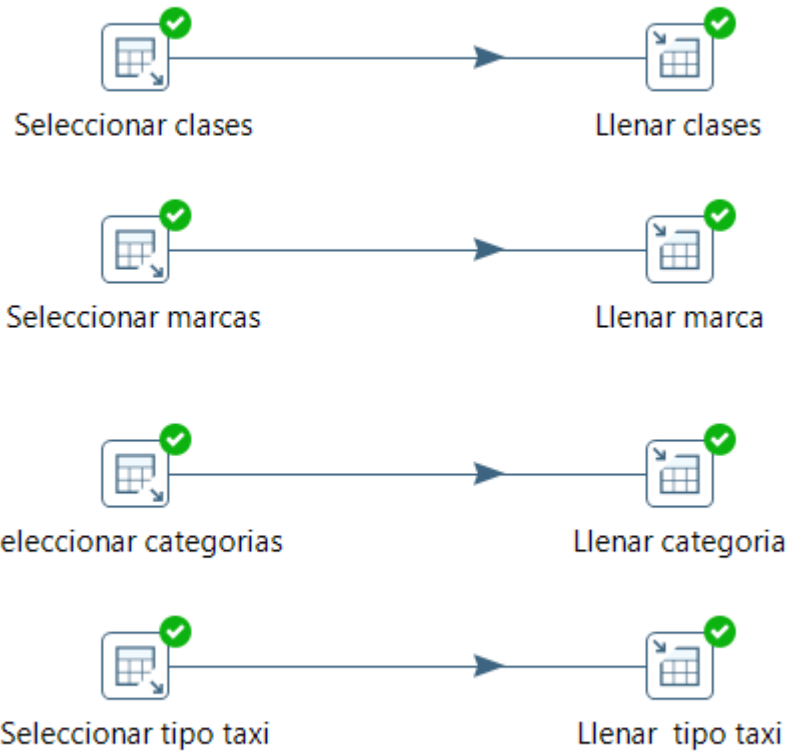 Seleccionar clases
Llenar clases
Seleccionar marcas
Llenar marca
eleccionar categorias
Llenar categoria
Seleccionar tipo taxi
Llenar  tipo taxi